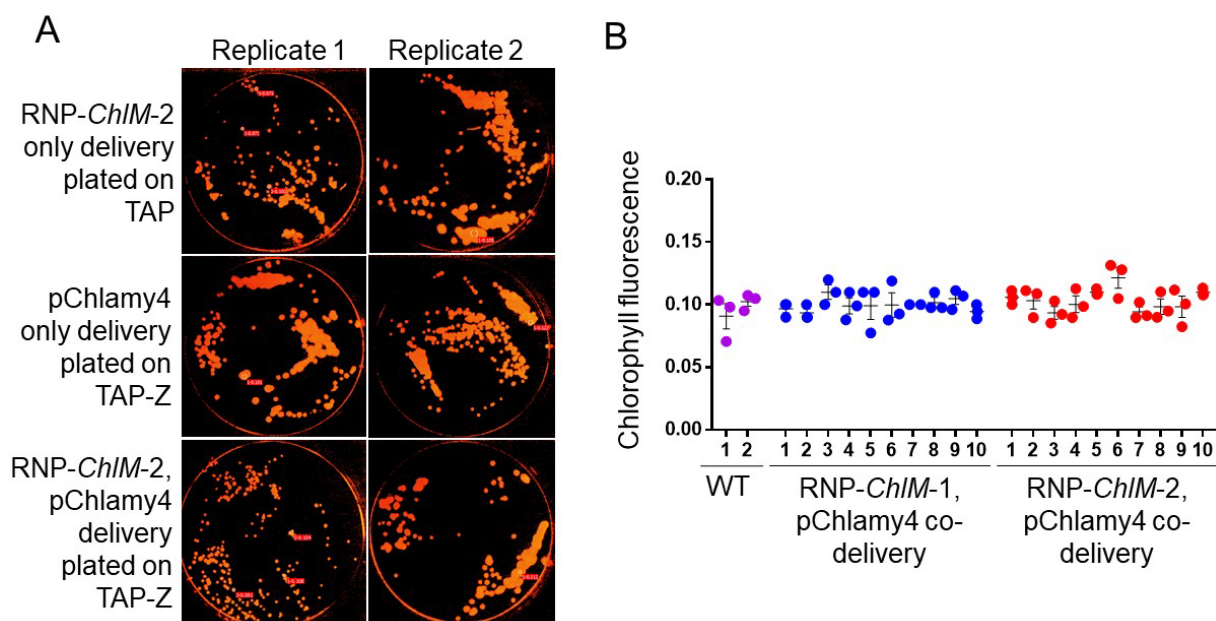 A
B
Replicate 1
Replicate 2
RNP-ChlM-2
only delivery
plated on
TAP
pChlamy4
only delivery
plated on
TAP-Z
RNP-ChlM-2,
pChlamy4
delivery
plated on
TAP-Z
Chlorophyll fluorescence
0.20
0.15
0.10
0.05
0.00
1 2
1 2 3 4 5 6 7 8 9 10
1 2 3 4 5 6 7 8 9 10
WT
RNP-ChlM-1,
pChlamy4 co-
delivery
RNP-ChlM-2,
pChlamy4 co-
delivery